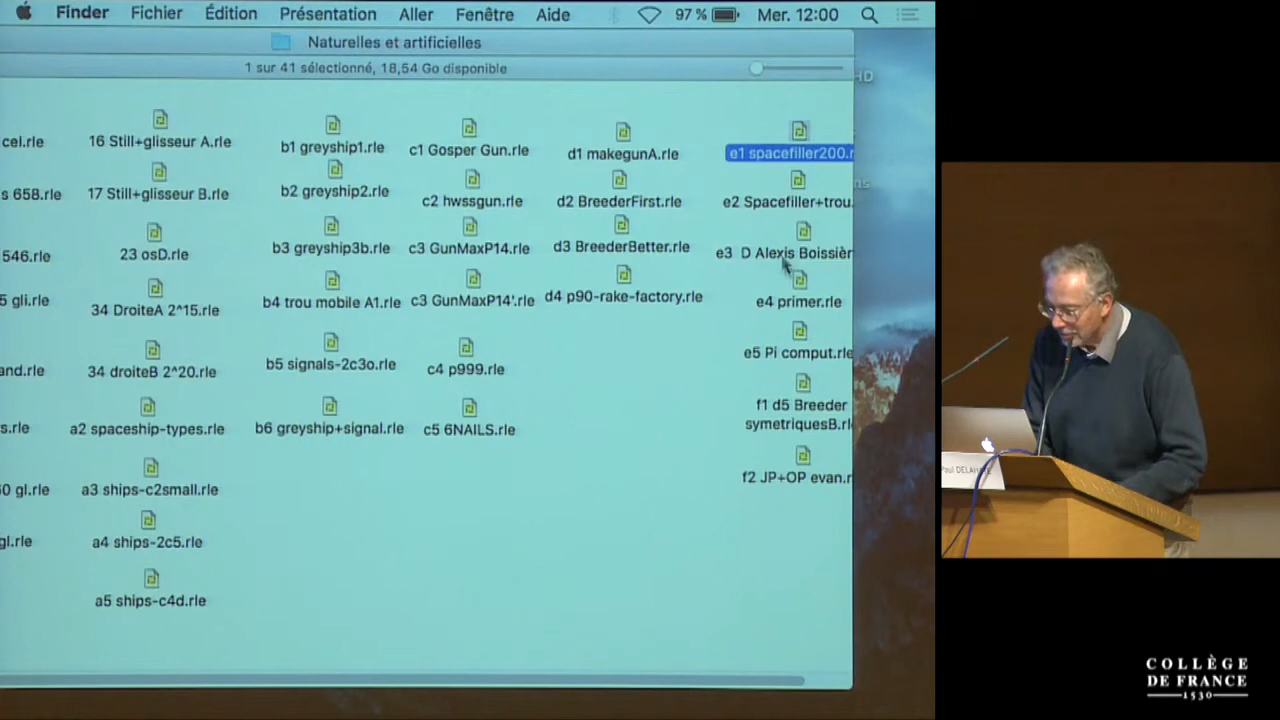 Finder Fichier Édition Présentation Aller Fenêtre Aide 97 % Mer. 12:00
Naturelles et artificielles
1 sur 41 sélectionné, 18,54 Go disponible
HD
cel.rle
16 Still+glisseur A.rle
b1 greyship1.rle
c1 Gosper Gun.rle
d1 makegunA.rle
e1 spacefiller200.r
s 658.rle
17 Still+glisseur B.rle
b2 greyship2.rle
c2 hwssgun.rle
d2 BreederFirst.rle
e2 Spacefiller+trou.
ns
546.rle
23 osD.rle
b3 greyship3b.rle
c3 GunMaxP14.rle
d3 BreederBetter.rle
e3 D Alexis Boissièr
5 gli.rle
34 DroiteA 2^15.rle
b4 trou mobile A1.rle
c3 GunMaxP14'.rle
d4 p90-rake-factory.rle
e4 primer.rle
and.rle
34 droiteB 2^20.rle
b5 signals-2c3o.rle
c4 p999.rle
e5 Pi comput.rle
s.rle
a2 spaceship-types.rle
b6 greyship+signal.rle
c5 6NAILS.rle
f1 d5 Breeder
symetriquesB.rl
60 gl.rle
a3 ships-c2small.rle
f2 JP+OP evan.r
gl.rle
a4 ships-2c5.rle
a5 ships-c4d.rle
Paul
COLLÈGE
DE FRANCE
1530